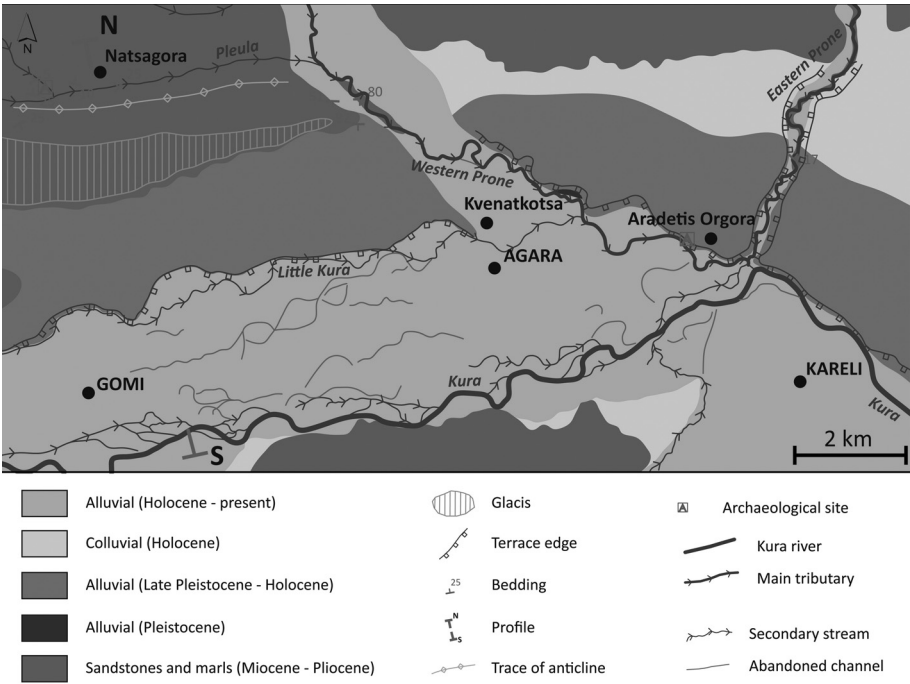 N
N
Natsagora
Pleula
80
Eastern Prone
Western Prone
Kvenatkotsa
Aradetis Orgora
A
AGARA
Little Kura
GOMI
Kura
KARELI
Kura
S
2 km
Alluvial (Holocene - present)
Colluvial (Holocene)
Alluvial (Late Pleistocene - Holocene)
Alluvial (Pleistocene)
Sandstones and marls (Miocene - Pliocene)
Glacis
Terrace edge
25
Bedding
N
S
Profile
Trace of anticline
A
Archaeological site
Kura river
Main tributary
Secondary stream
Abandoned channel